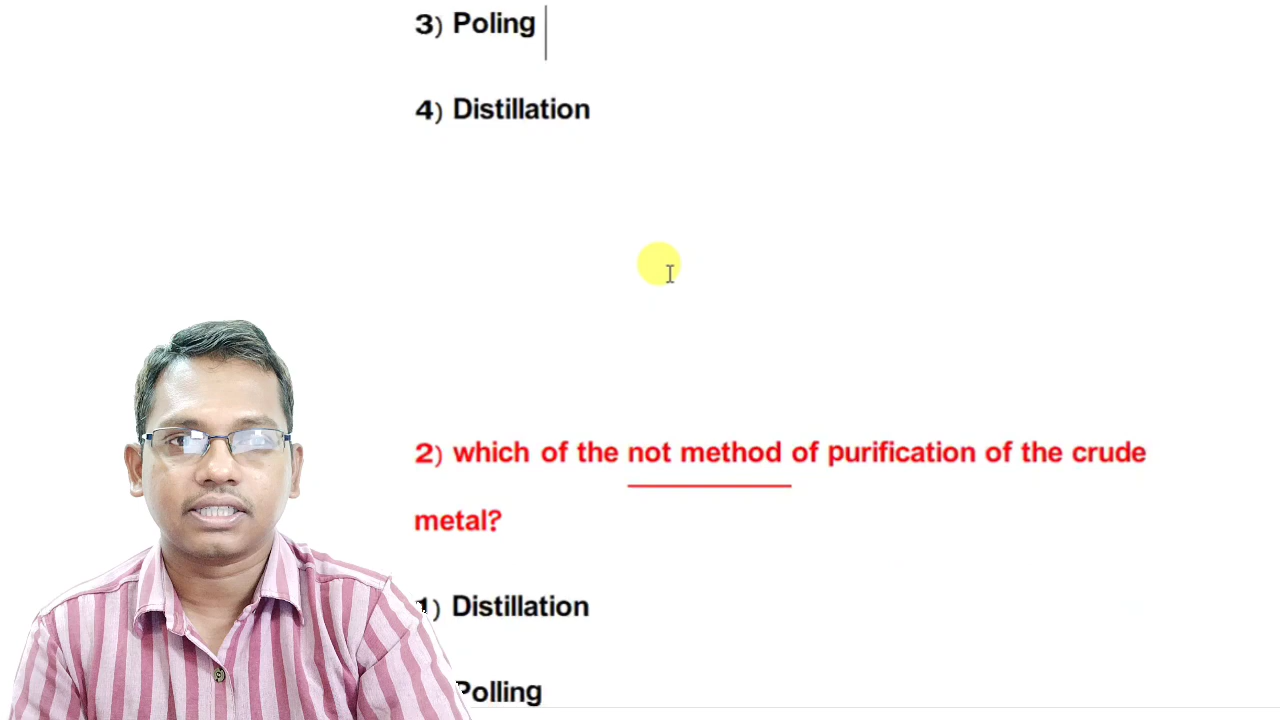 3) Poling
4) Distillation
2) which of the not method of purification of the crude
metal?
1) Distillation
Polling